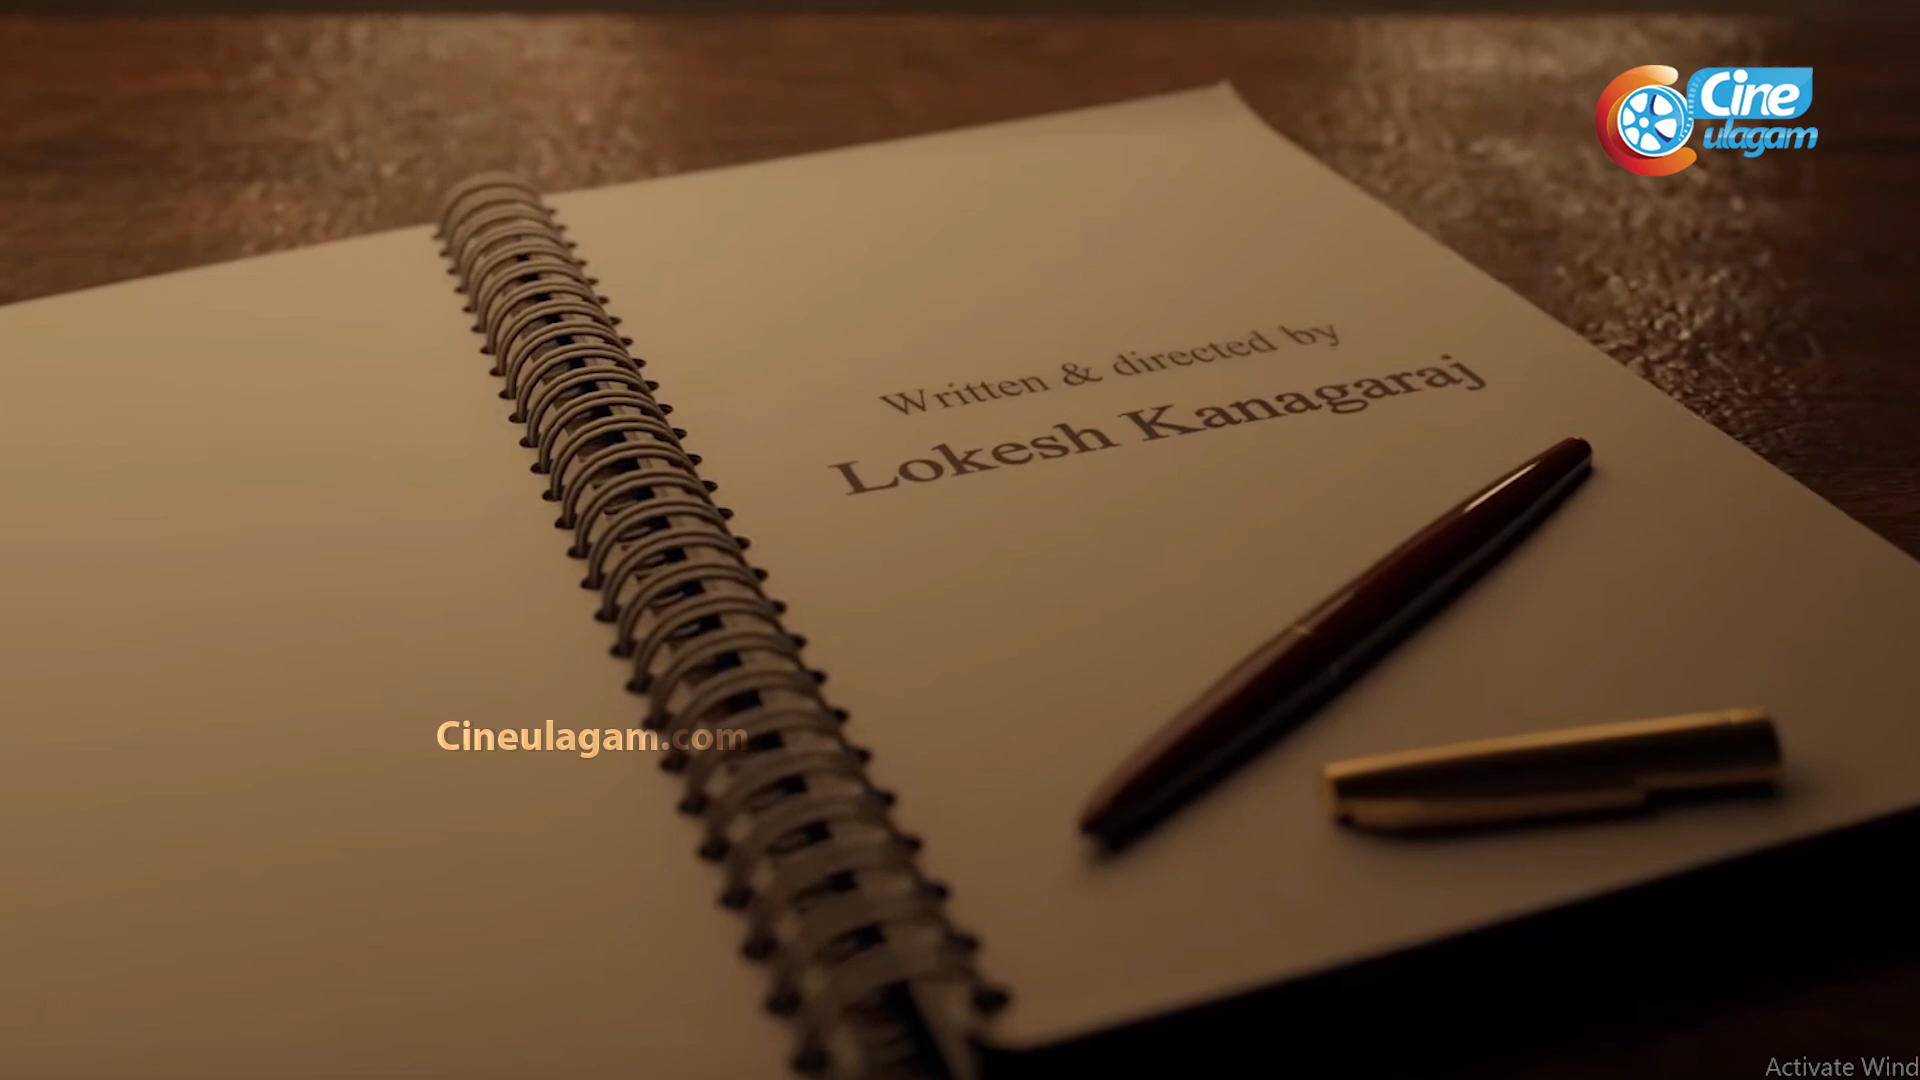 Cine
ulagam
Written & directed by
Lokesh Kanagaraj
Cineulagam.com
Activate Wind